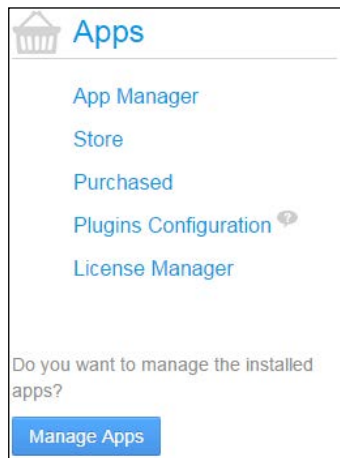 Apps
App Manager
Store
Purchased
Plugins Configuration ?
License Manager
Do you want to manage the installed
apps?
Manage Apps